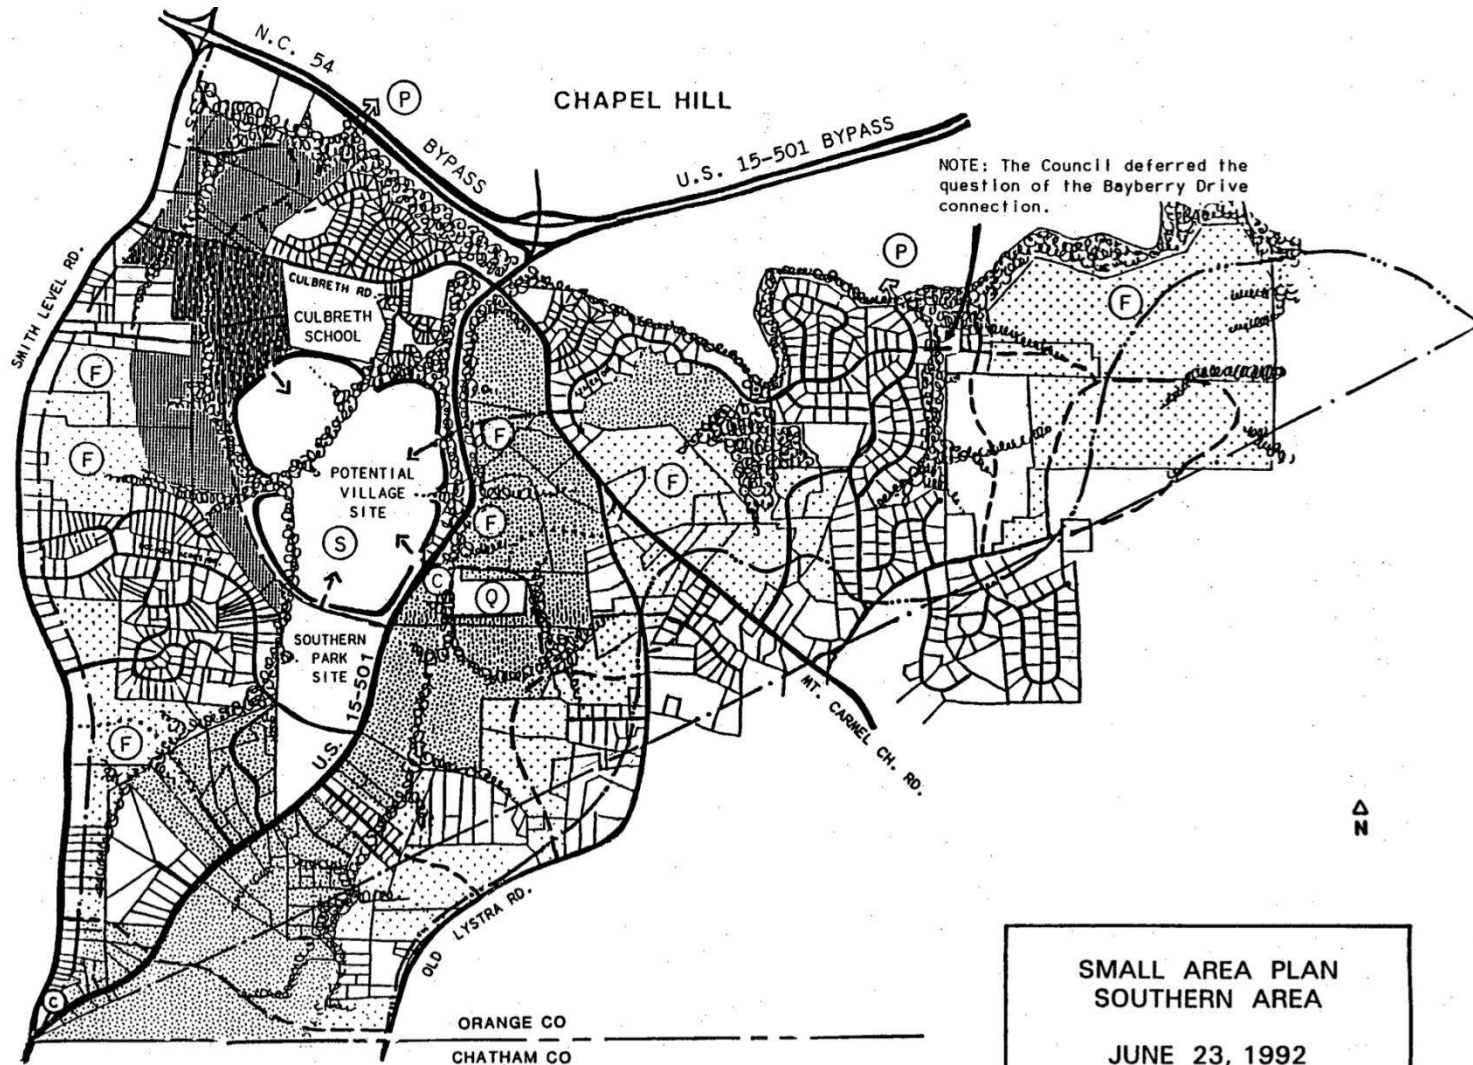 N.C. 54
P
CHAPEL HILL
BYPASS
U.S. 15-501 BYPASS
NOTE: The Council deferred the
question of the Bayberry Drive
connection.
P
SMITH LEVEL RD.
CULBRETH RD.
CULBRETH
SCHOOL
F
F
F
F
POTENTIAL
VILLAGE
SITE
F
F
S
C
Q
SOUTHERN
PARK
SITE
U.S. 15-501
MT. CARMEL CH. RD.
F
N
OLD LYSTRA RD.
C
ORANGE CO
CHATHAM CO
SMALL AREA PLAN
SOUTHERN AREA
JUNE 23, 1992